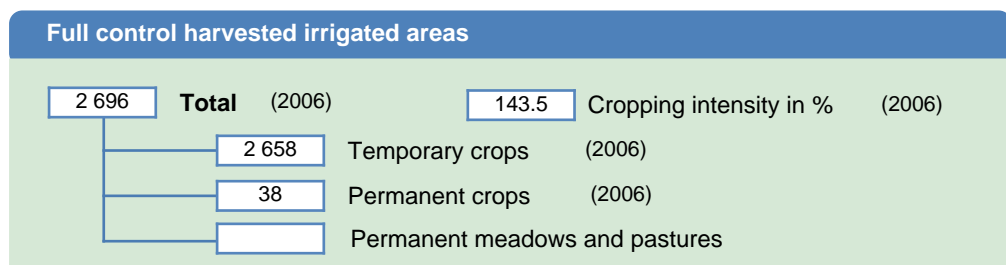 Full control harvested irrigated areas
2 696 Total (2006) 143.5 Cropping intensity in % (2006)
2 658 Temporary crops (2006)
38 Permanent crops (2006)
Permanent meadows and pastures